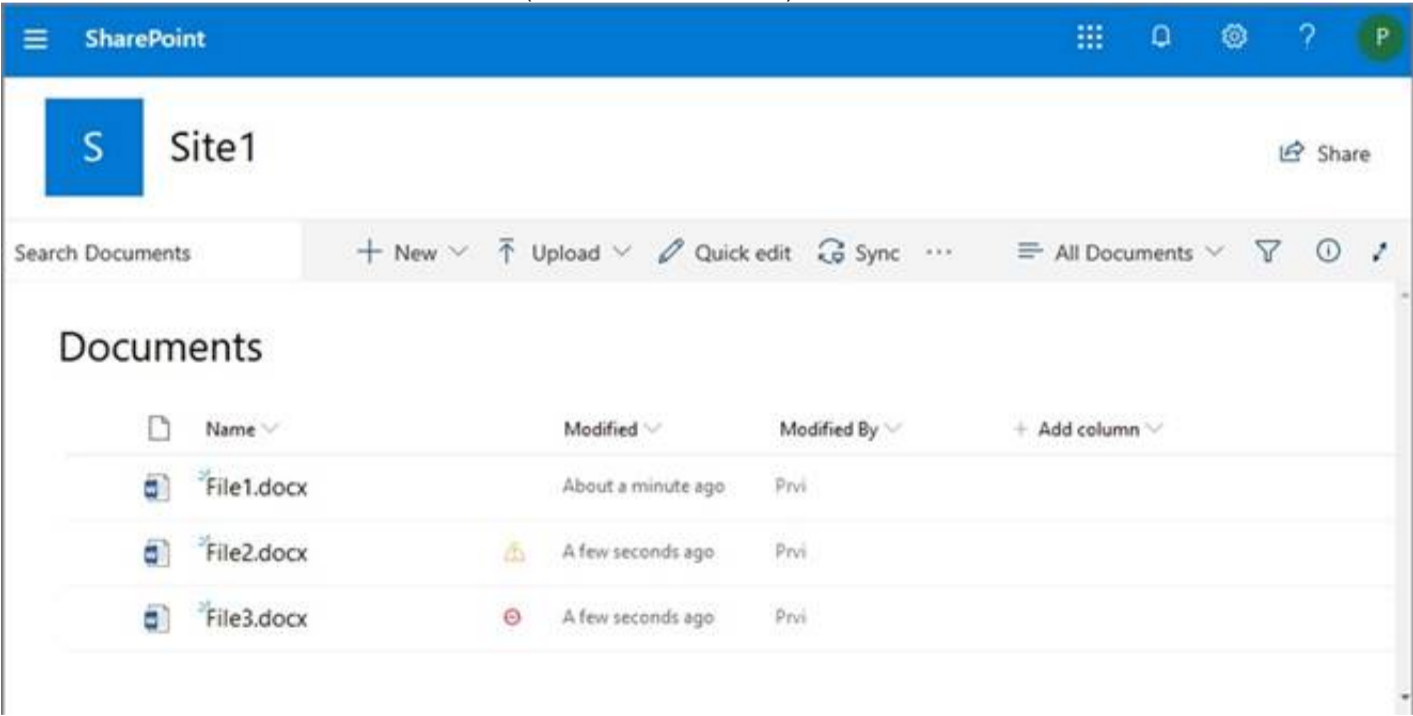 SharePoint ? P
S Site1 Share
Search Documents + New Upload Quick edit Sync ... All Documents
Documents
Name Modified Modified By + Add column
File1.docx About a minute ago Prvi
File2.docx A few seconds ago Prvi
File3.docx A few seconds ago Prvi